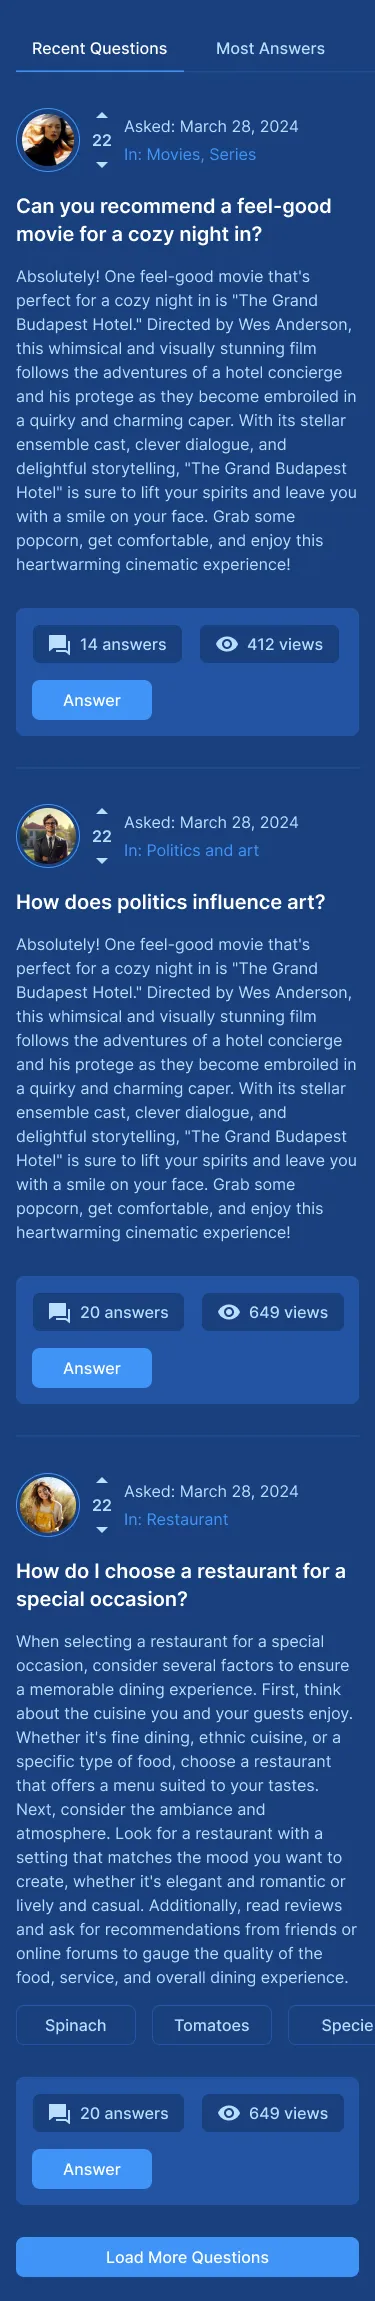 Recent Questions
Most Answers
22
Asked: March 28, 2024
In: Movies, Series
Can you recommend a feel-good
movie for a cozy night in?
Absolutely! One feel-good movie that's
perfect for a cozy night in is "The Grand
Budapest Hotel." Directed by Wes Anderson,
this whimsical and visually stunning film
follows the adventures of a hotel concierge
and his protege as they become embroiled in
a quirky and charming caper. With its stellar
ensemble cast, clever dialogue, and
delightful storytelling, "The Grand Budapest
Hotel" is sure to lift your spirits and leave you
with a smile on your face. Grab some
popcorn, get comfortable, and enjoy this
heartwarming cinematic experience!
14 answers
412 views
Answer
22
Asked: March 28, 2024
In: Politics and art
How does politics influence art?
Absolutely! One feel-good movie that's
perfect for a cozy night in is "The Grand
Budapest Hotel." Directed by Wes Anderson,
this whimsical and visually stunning film
follows the adventures of a hotel concierge
and his protege as they become embroiled in
a quirky and charming caper. With its stellar
ensemble cast, clever dialogue, and
delightful storytelling, "The Grand Budapest
Hotel" is sure to lift your spirits and leave you
with a smile on your face. Grab some
popcorn, get comfortable, and enjoy this
heartwarming cinematic experience!
20 answers
649 views
Answer
22
Asked: March 28, 2024
In: Restaurant
How do I choose a restaurant for a
special occasion?
When selecting a restaurant for a special
occasion, consider several factors to ensure
a memorable dining experience. First, think
about the cuisine you and your guests enjoy.
Whether it's fine dining, ethnic cuisine, or a
specific type of food, choose a restaurant
that offers a menu suited to your tastes.
Next, consider the ambiance and
atmosphere. Look for a restaurant with a
setting that matches the mood you want to
create, whether it's elegant and romantic or
lively and casual. Additionally, read reviews
and ask for recommendations from friends or
online forums to gauge the quality of the
food, service, and overall dining experience.
Spinach
Tomatoes
Specie
20 answers
649 views
Answer
Load More Questions